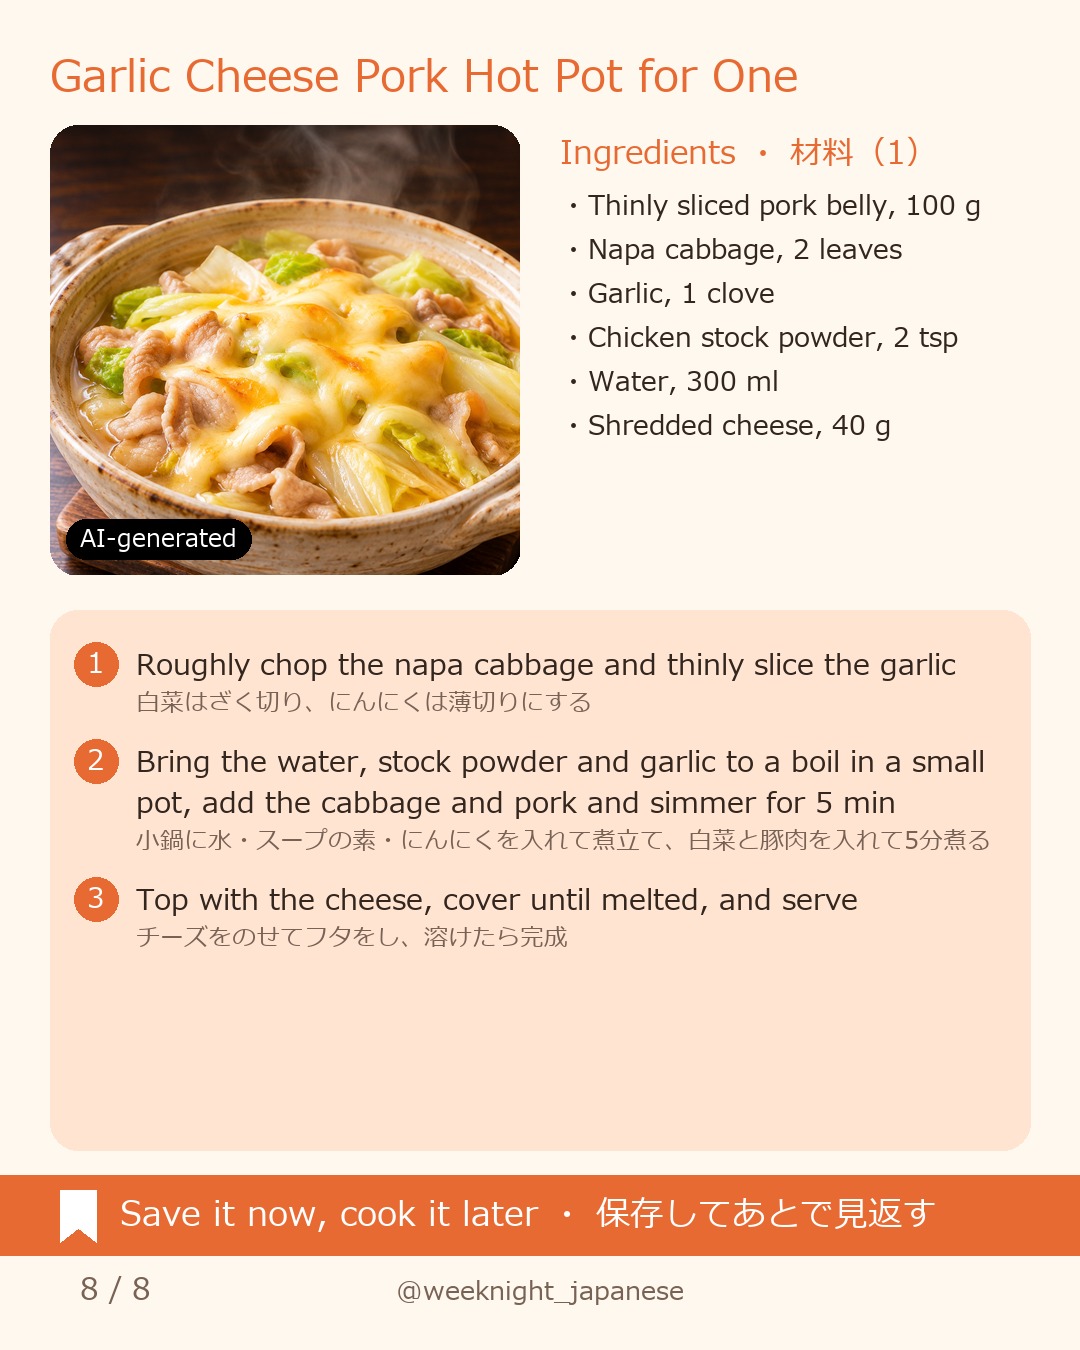 Garlic Cheese Pork Hot Pot for One
Ingredients ・ 材料（1）
・Thinly sliced pork belly, 100 g
・Napa cabbage, 2 leaves
・Garlic, 1 clove
・Chicken stock powder, 2 tsp
・Water, 300 ml
・Shredded cheese, 40 g
AI-generated
1 Roughly chop the napa cabbage and thinly slice the garlic
白菜はざく切り、にんにくは薄切りにする
2 Bring the water, stock powder and garlic to a boil in a small
pot, add the cabbage and pork and simmer for 5 min
小鍋に水・スープの素・にんにくを入れて煮立て、白菜と豚肉を入れて5分煮る
3 Top with the cheese, cover until melted, and serve
チーズをのせてフタをし、溶けたら完成
Save it now, cook it later ・ 保存してあとで見返す
8 / 8
@weeknight_japanese